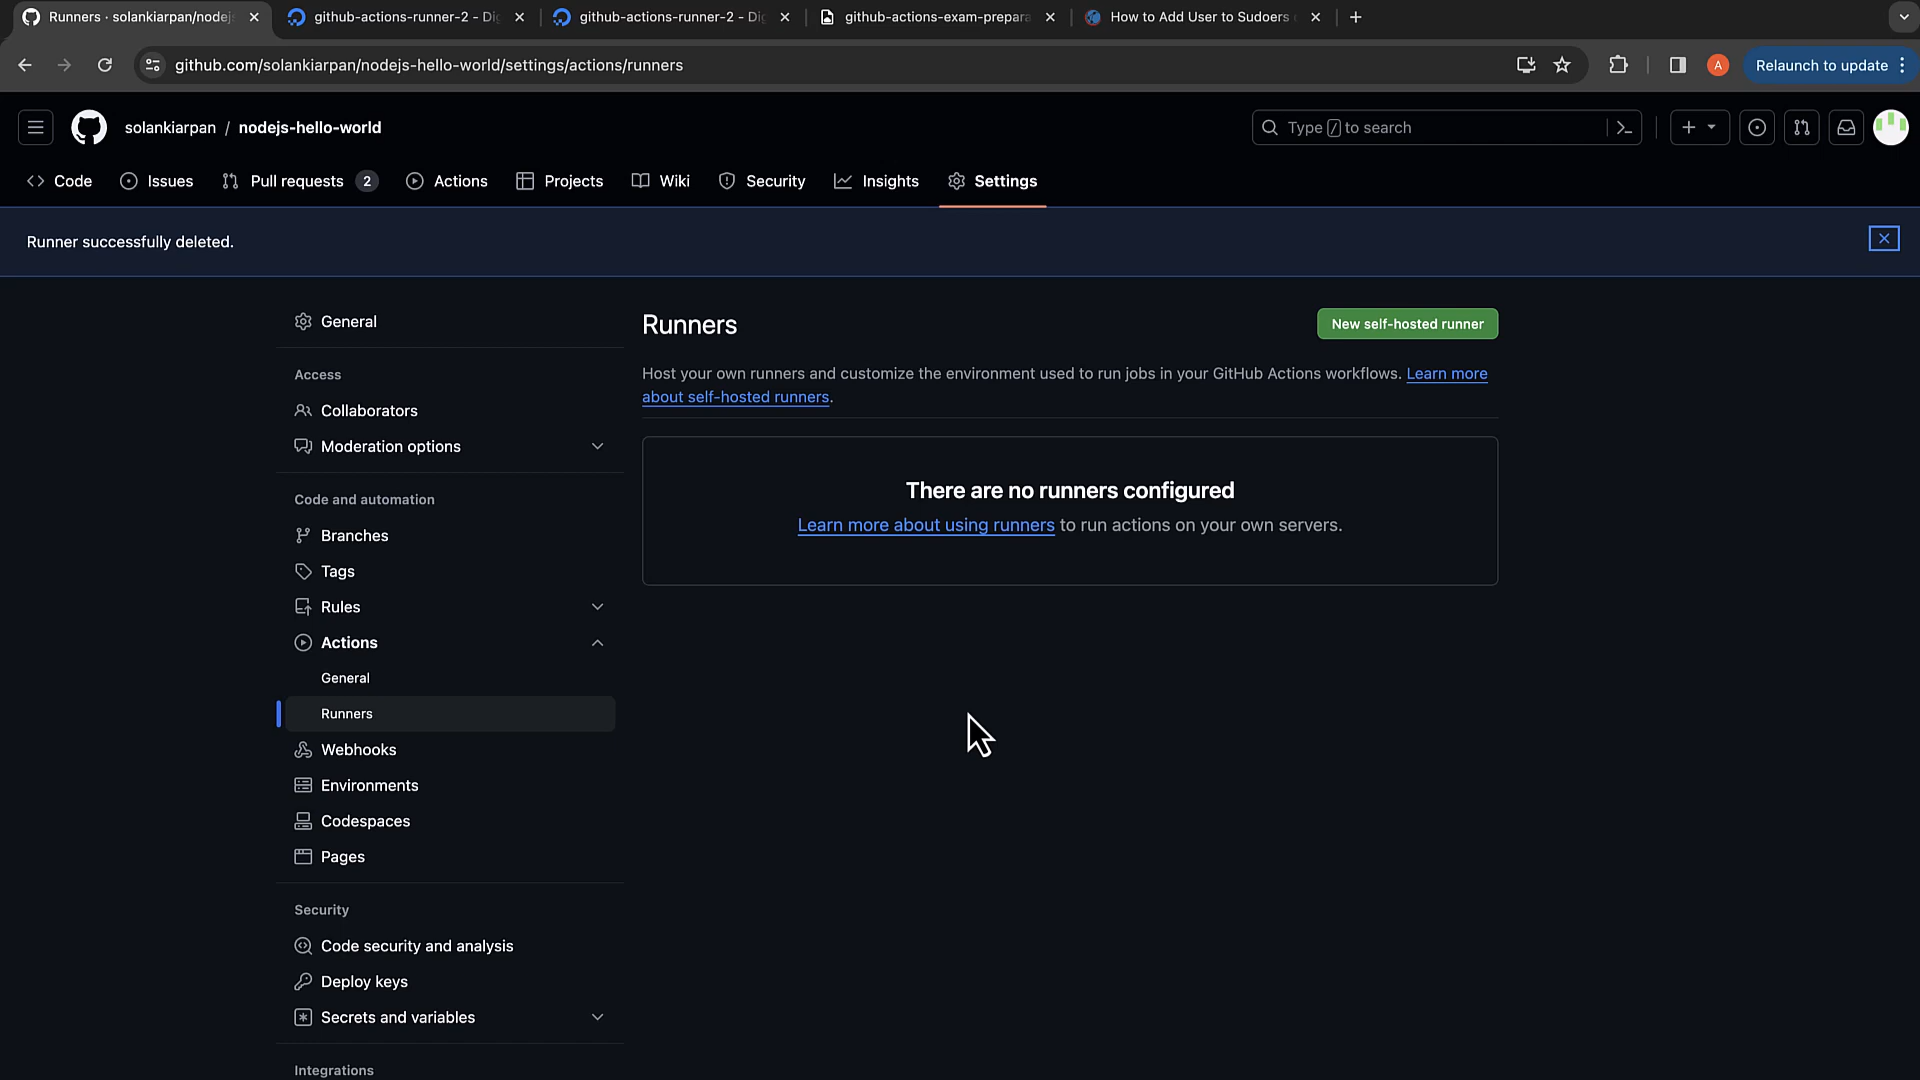 Runners · solankiarpan/nodejs
github-actions-runner-2 - Dig
github-actions-runner-2 - Dig
github-actions-exam-prepara
How to Add User to Sudoers
github.com/solankiarpan/nodejs-hello-world/settings/actions/runners
A
Relaunch to update
solankiarpan / nodejs-hello-world
Type / to search
Code
Issues
Pull requests 2
Actions
Projects
Wiki
Security
Insights
Settings
Runner successfully deleted.
General
Access
Collaborators
Moderation options
Code and automation
Branches
Tags
Rules
Actions
General
Runners
Webhooks
Environments
Codespaces
Pages
Security
Code security and analysis
Deploy keys
Secrets and variables
Integrations
Runners
New self-hosted runner
Host your own runners and customize the environment used to run jobs in your GitHub Actions workflows. Learn more
about self-hosted runners.
There are no runners configured
Learn more about using runners to run actions on your own servers.